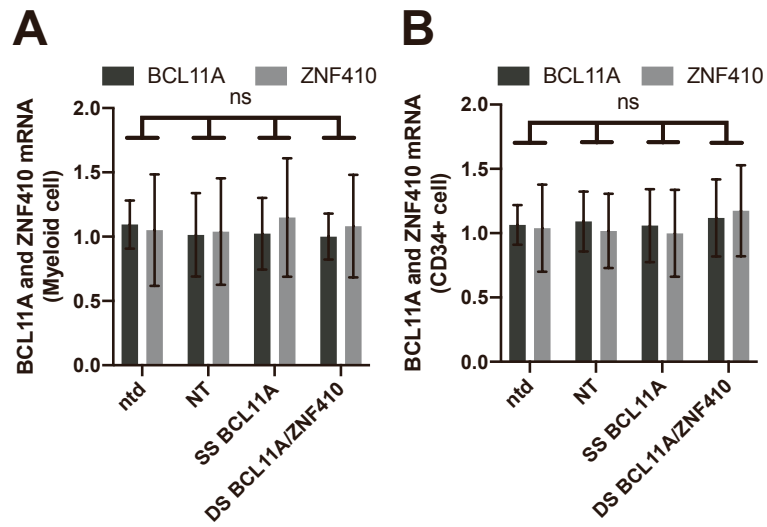 A
BCL11A ZNF410
ns
BCL11A and ZNF410 mRNA
(Myeloid cell)
2.0
1.5
1.0
0.5
0.0
ntd
NT
SS BCL11A
DS BCL11A/ZNF410
B
BCL11A ZNF410
ns
BCL11A and ZNF410 mRNA
(CD34+ cell)
2.0
1.5
1.0
0.5
0.0
ntd
NT
SS BCL11A
DS BCL11A/ZNF410